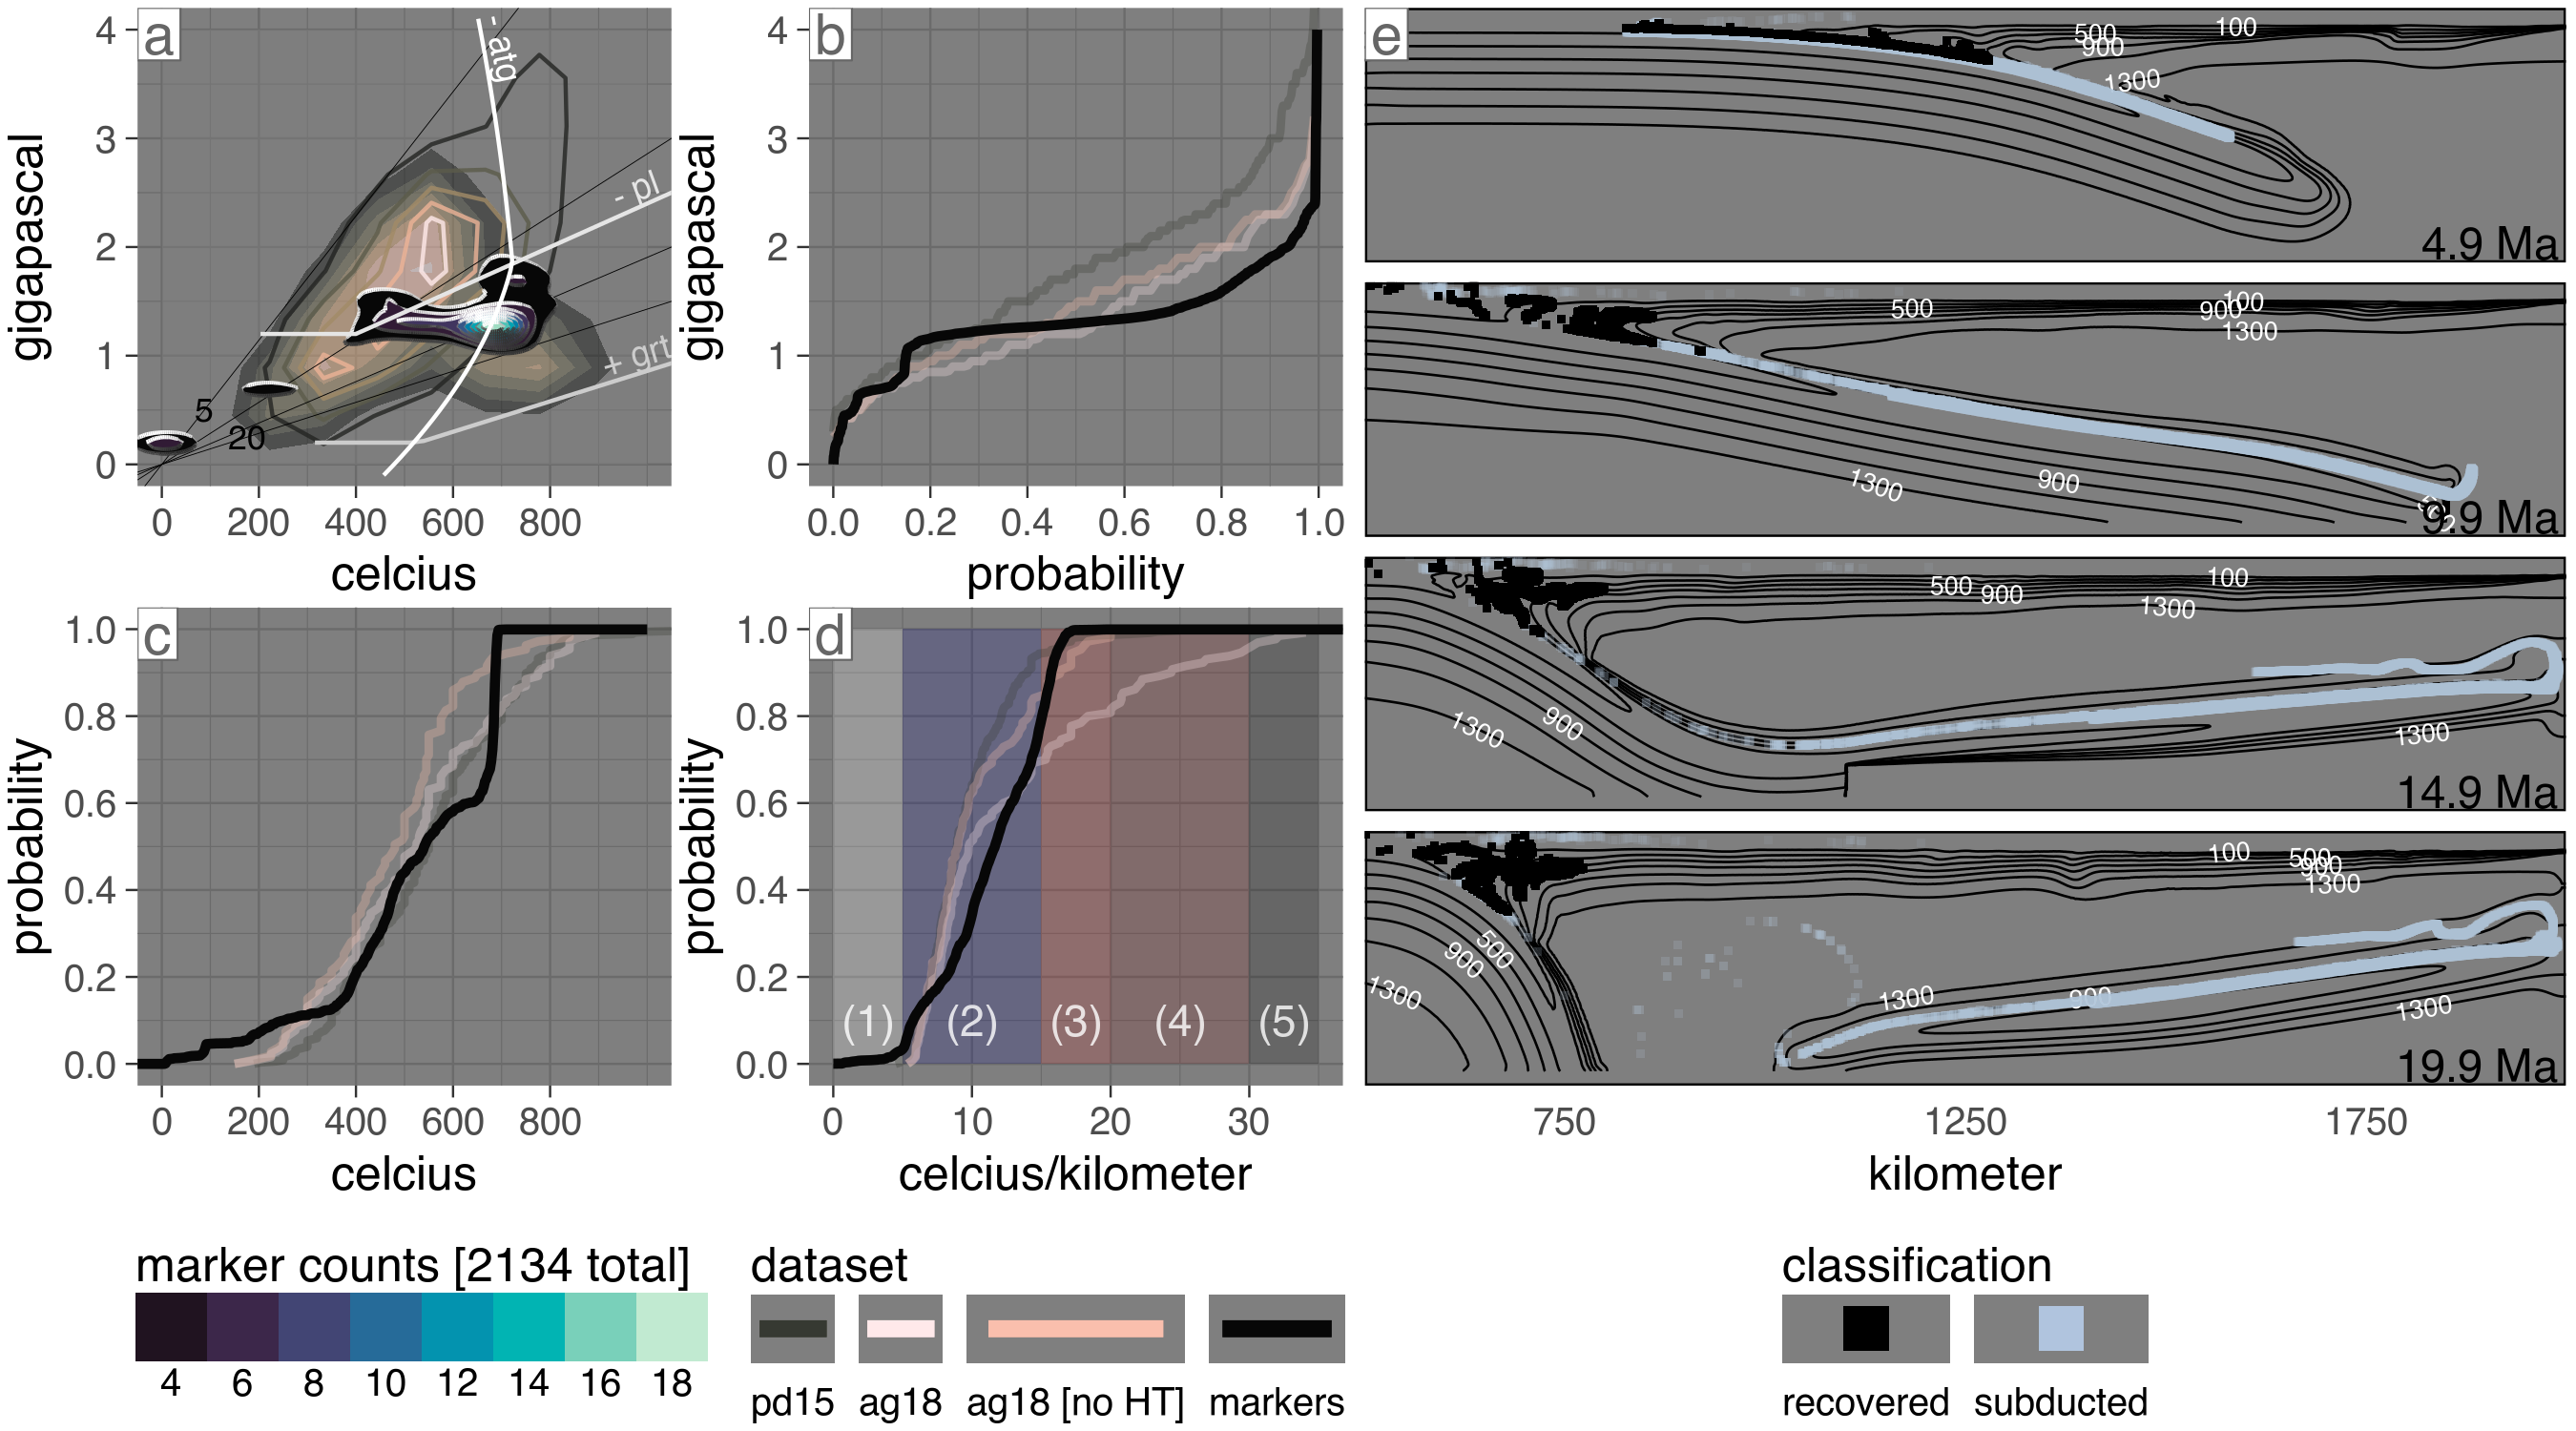 a
gigapascal
4
3
2
1
0
- atg
- pl
+ grt
5
20
0 200 400 600 800
celcius
b
gigapascal
4
3
2
1
0
0.0 0.2 0.4 0.6 0.8 1.0
probability
c
probability
1.0
0.8
0.6
0.4
0.2
0.0
0 200 400 600 800
celcius
d
probability
1.0
0.8
0.6
0.4
0.2
0.0
(1) (2) (3) (4) (5)
0 10 20 30
celcius/kilometer
e
500 100
900
1300
4.9 Ma
500 900 100
1300
1300 900
9.9 Ma
500 900 100
1300
1300 900
1300
14.9 Ma
100 500
900
1300
500
900
1300
1300 900
1300
19.9 Ma
750 1250 1750
kilometer
marker counts [2134 total]
4 6 8 10 12 14 16 18
dataset
pd15 ag18 ag18 [no HT] markers
classification
recovered subducted